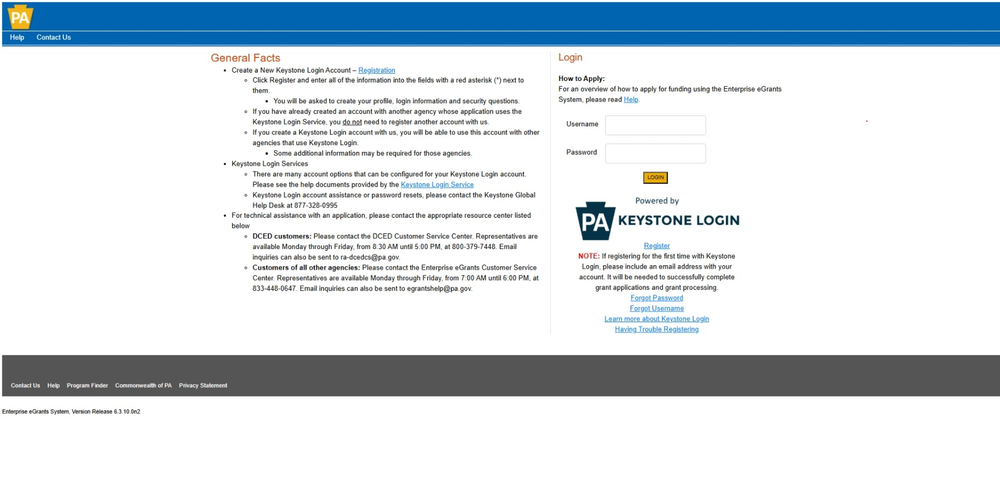 PA
Help Contact Us
General Facts
Create a New Keystone Login Account – Registration
Click Register and enter all of the information into the fields with a red asterisk (*) next to
them.
You will be asked to create your profile, login information and security questions.
If you have already created an account with another agency whose application uses the
Keystone Login Service, you do not need to register another account with us.
If you create a Keystone Login account with us, you will be able to use this account with other
agencies that use Keystone Login.
Some additional information may be required for those agencies.
Keystone Login Services
There are many account options that can be configured for your Keystone Login account.
Please see the help documents provided by the Keystone Login Service
Keystone Login account assistance or password resets, please contact the Keystone Global
Help Desk at 877-328-0995
For technical assistance with an application, please contact the appropriate resource center listed
below
DCED customers: Please contact the DCED Customer Service Center. Representatives are
available Monday through Friday, from 8:30 AM until 5:00 PM, at 800-379-7448. Email
inquiries can also be sent to ra-dcedcs@pa.gov.
Customers of all other agencies: Please contact the Enterprise eGrants Customer Service
Center. Representatives are available Monday through Friday, from 7:00 AM until 6:00 PM, at
833-448-0647. Email inquiries can also be sent to egrantshelp@pa.gov.
Login
How to Apply:
For an overview of how to apply for funding using the Enterprise eGrants
System, please read Help.
Username
Password
LOGIN
Powered by
PA KEYSTONE LOGIN
Register
NOTE: If registering for the first time with Keystone
Login, please include an email address with your
account. It will be needed to successfully complete
grant applications and grant processing.
Forgot Password
Forgot Username
Learn more about Keystone Login
Having Trouble Registering
Contact Us Help Program Finder Commonwealth of PA Privacy Statement
Enterprise eGrants System, Version Release 6.3.10.0n2